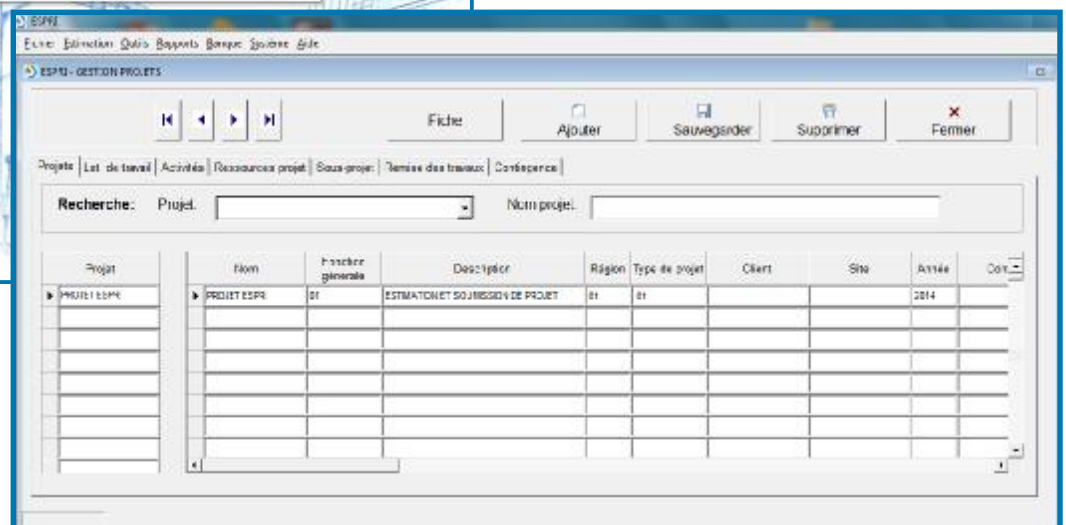 ESPRI
Fichier Estimation Outils Rapports Banque Système Aide
ESPRI - GESTION PROJETS
Fiche Ajouter Sauvegarder Supprimer Fermer
Projets Lot de travail Activités Ressources projet Sous-projet Remise des travaux Contingence
Recherche: Projet. Nom projet.
Projet Nom Fonction générale Description Région Type de projet Client Site Année Con
PROJET ESPRI PROJET ESPRI 01 ESTIMATION ET SOUMISSION DE PROJET 01 01 2014